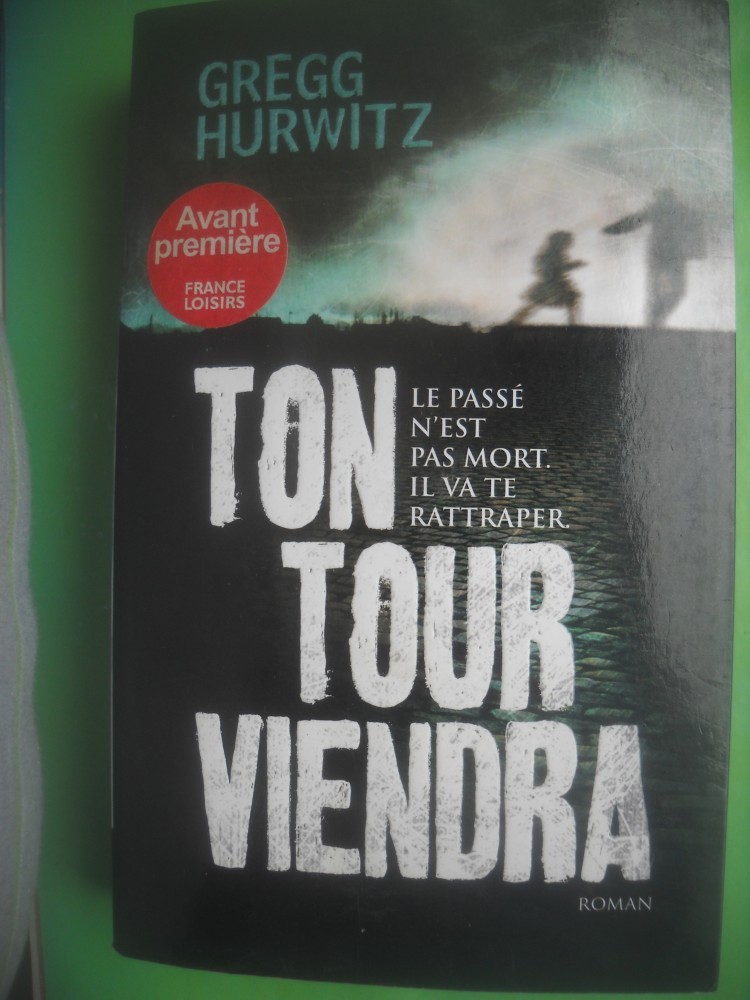 GREGG
HURWITZ
Avant
première
FRANCE
LOISIRS
TON
LE PASSÉ
N'EST
PAS MORT.
IL VA TE
RATTRAPER.
TOUR
VIENDRA
ROMAN